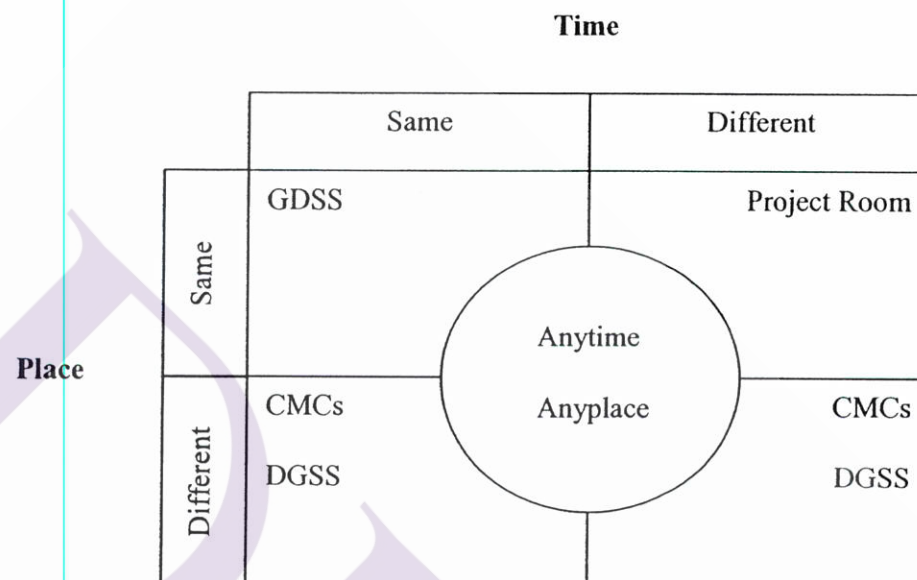 Time
Same Different
GDSS Project Room
Same
Anytime
Place
Anyplace
CMCs CMCs
DGSS DGSS
Different